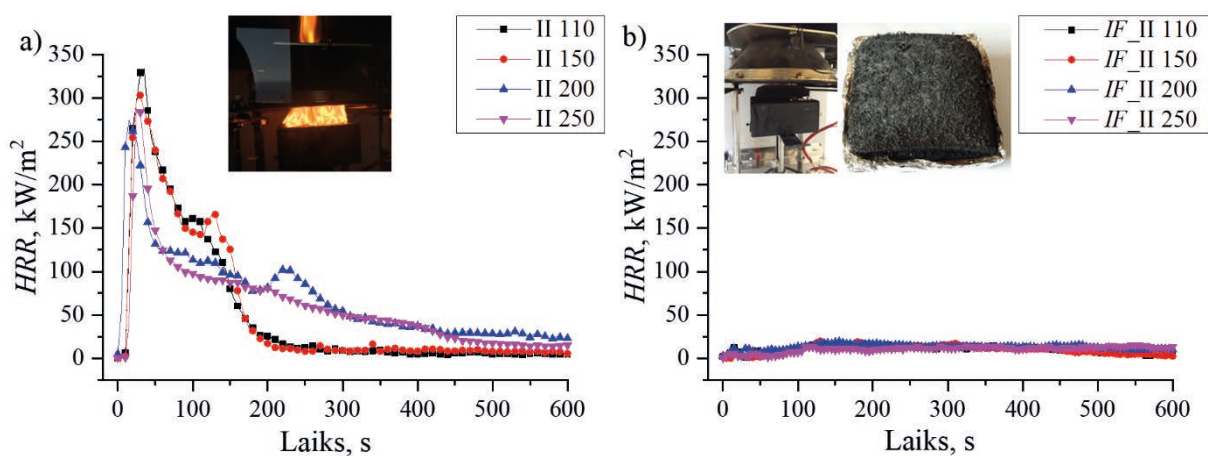 a)
II 110
II 150
II 200
II 250
350
300
250
200
150
100
50
0
HRR, kW/m²
0 100 200 300 400 500 600
Laiks, s
b)
IF_II 110
IF_II 150
IF_II 200
IF_II 250
350
300
250
200
150
100
50
0
HRR, kW/m²
0 100 200 300 400 500 600
Laiks, s